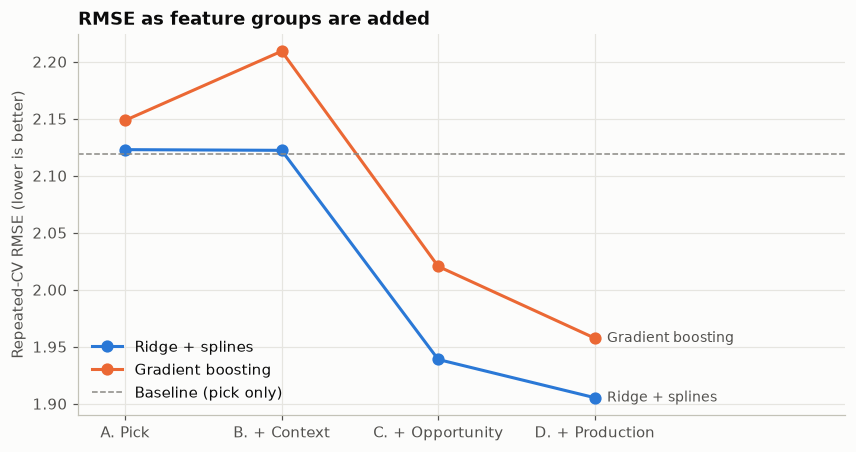 RMSE as feature groups are added
Repeated-CV RMSE (lower is better)
2.20
2.15
2.10
2.05
2.00
1.95
1.90
Gradient boosting
Ridge + splines
Ridge + splines
Gradient boosting
Baseline (pick only)
A. Pick
B. + Context
C. + Opportunity
D. + Production